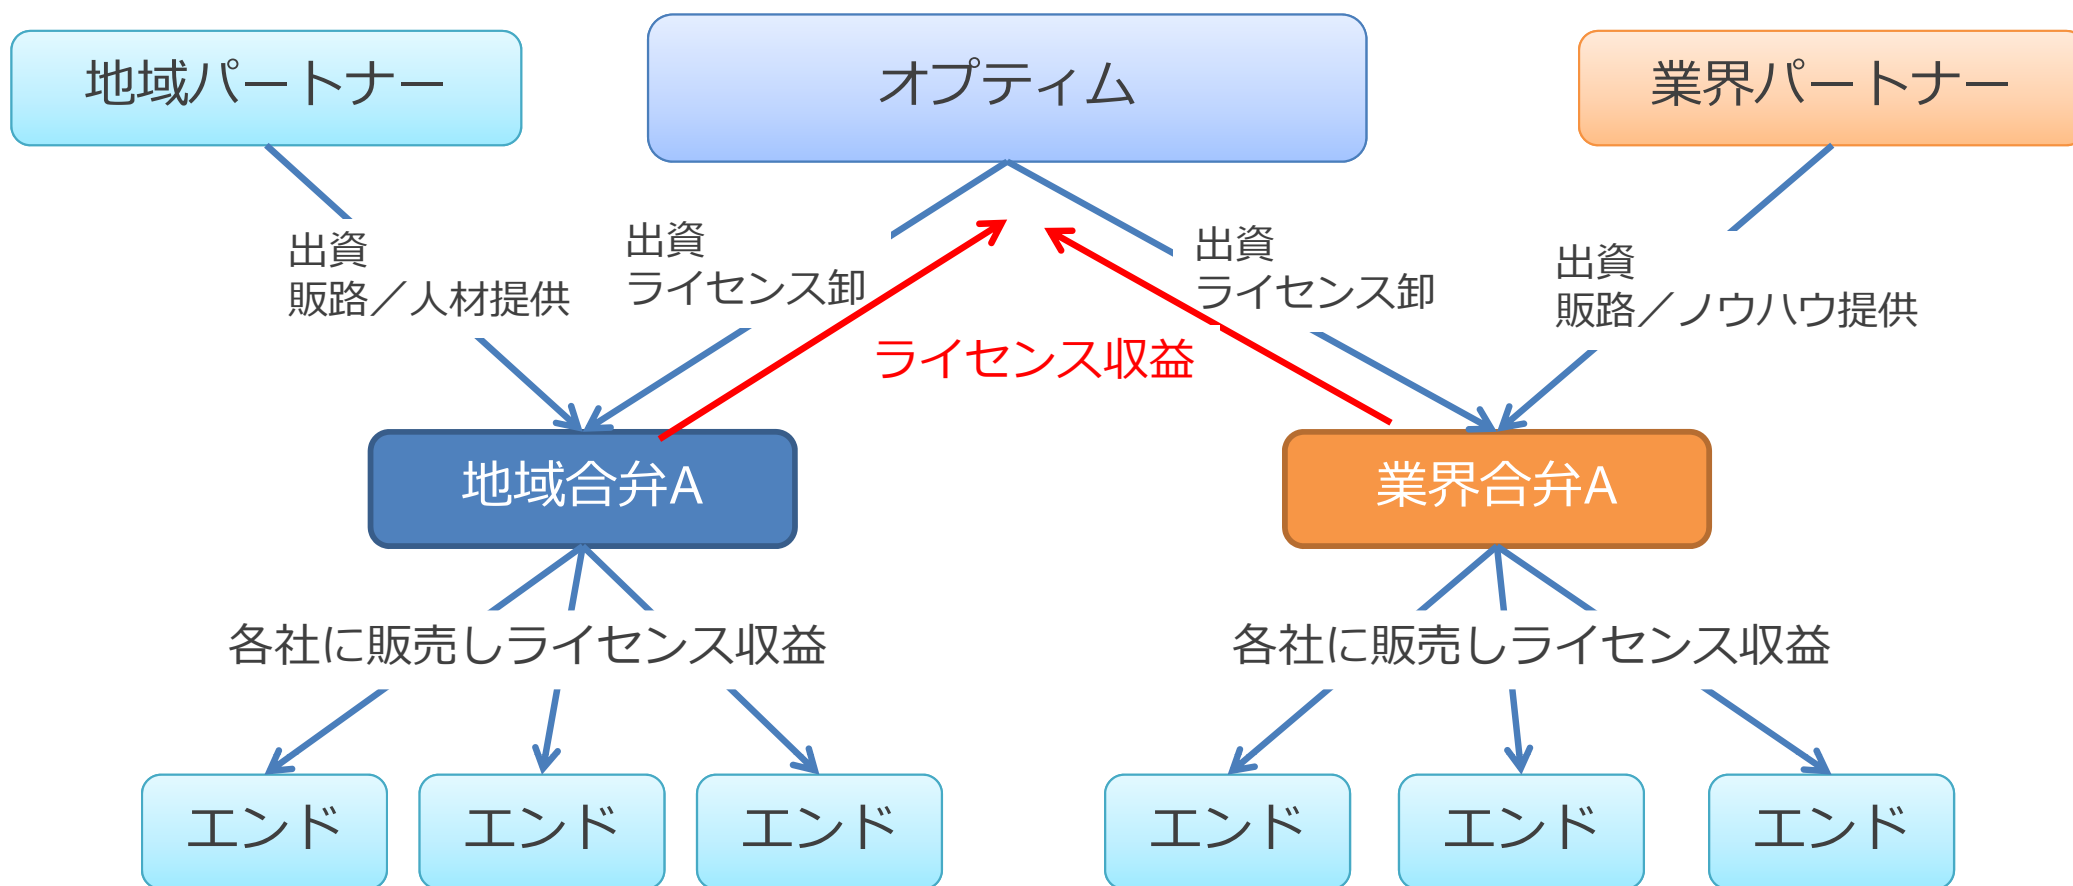 地域パートナー
オプティム
業界パートナー
出資
販路／人材提供
出資
ライセンス卸
出資
ライセンス卸
出資
販路／ノウハウ提供
ライセンス収益
地域合弁A
業界合弁A
各社に販売しライセンス収益
各社に販売しライセンス収益
エンド
エンド
エンド
エンド
エンド
エンド